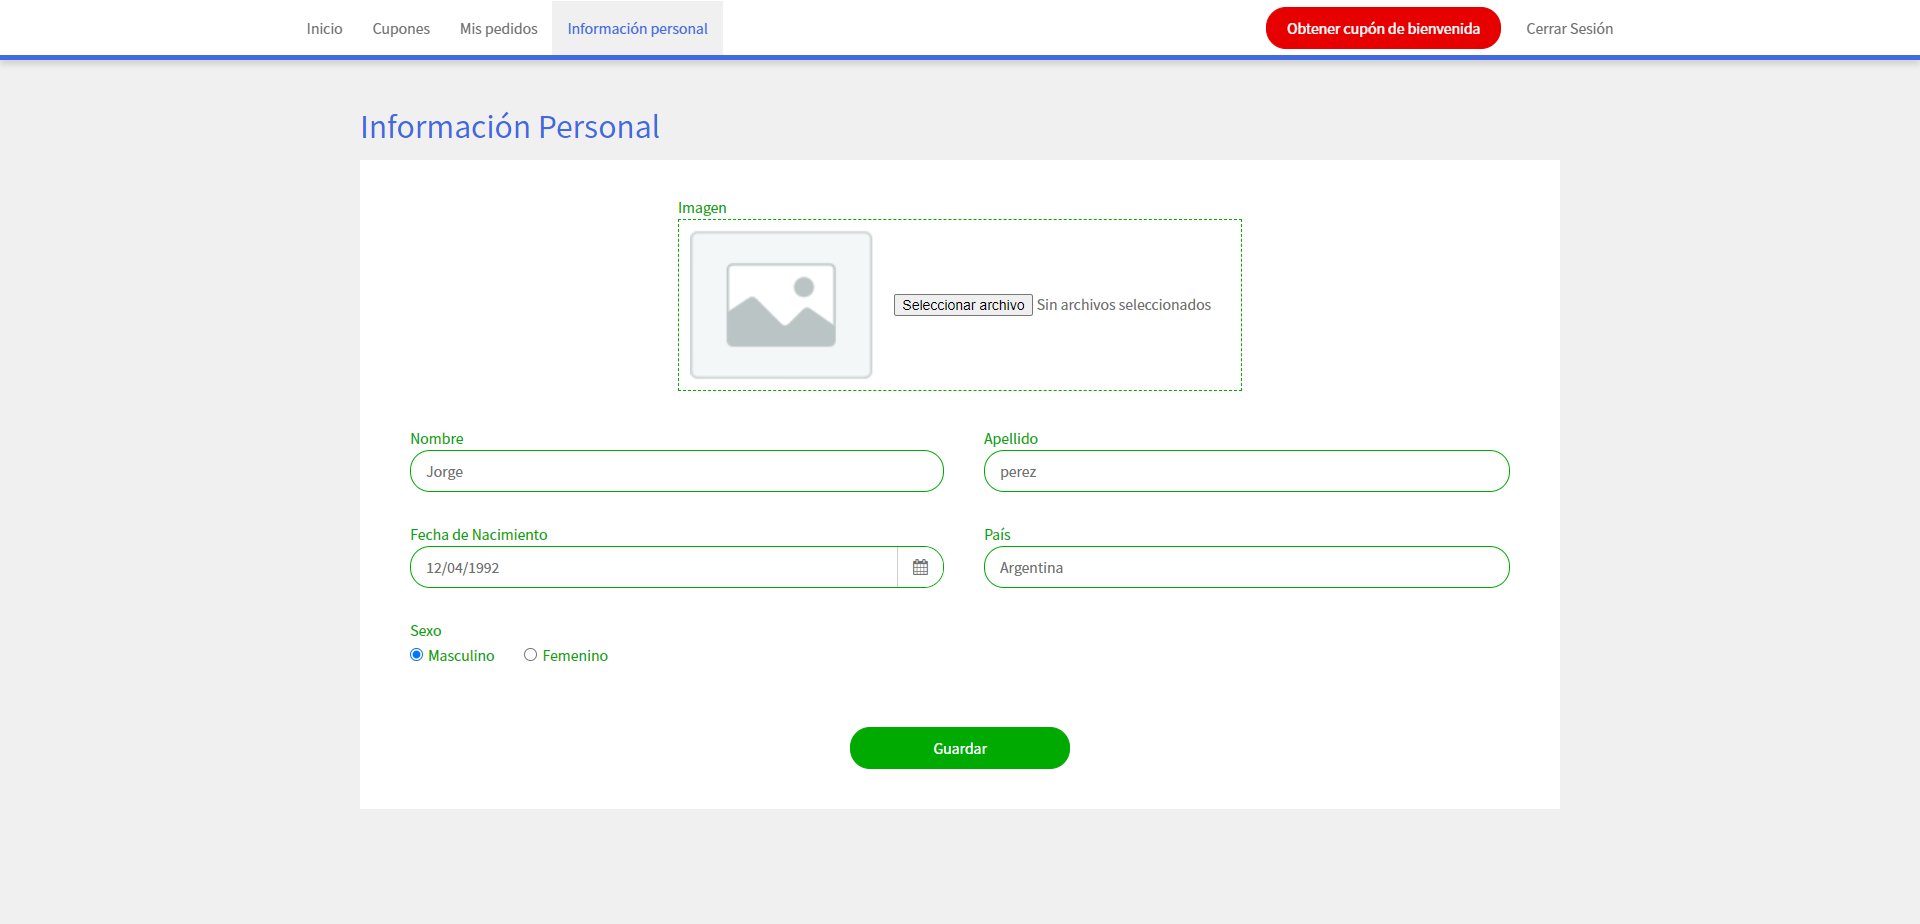 Inicio Cupones Mis pedidos Información personal Obtener cupón de bienvenida Cerrar Sesión
Información Personal
Imagen
Seleccionar archivo Sin archivos seleccionados
Nombre Apellido
Jorge perez
Fecha de Nacimiento País
12/04/1992 Argentina
Sexo
Masculino Femenino
Guardar